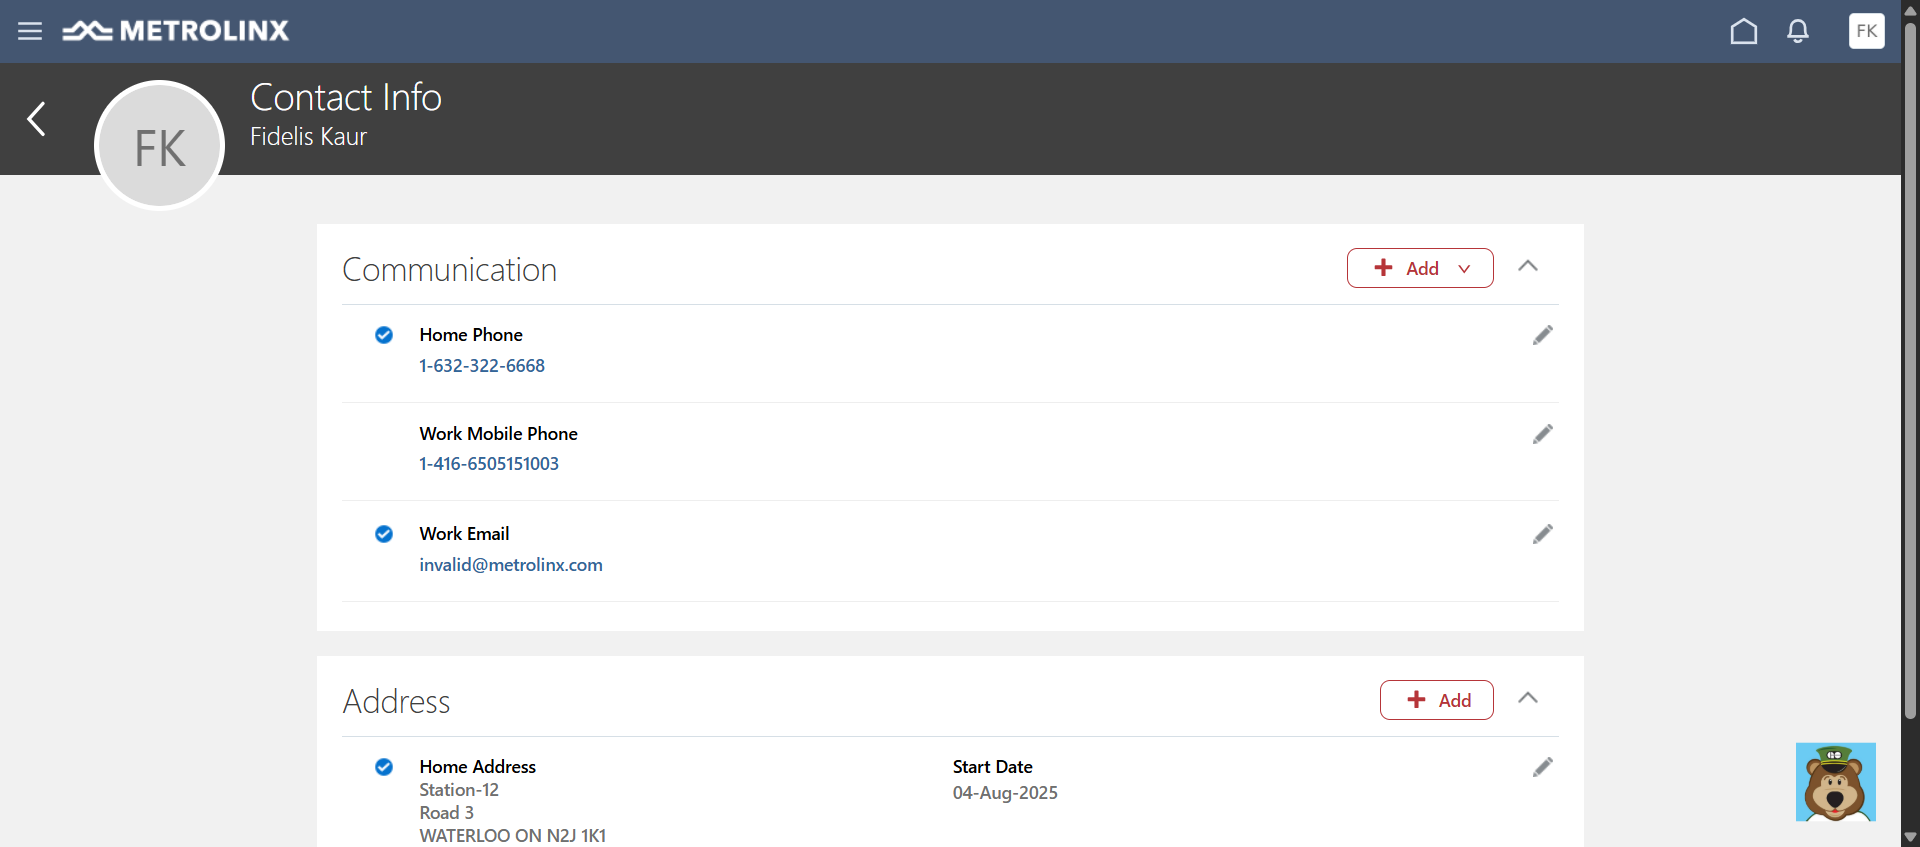 METROLINX
FK
FK
Contact Info
Fidelis Kaur
Communication
Add
Home Phone
1-632-322-6668
Work Mobile Phone
1-416-6505151003
Work Email
invalid@metrolinx.com
Address
Add
Home Address
Start Date
Station-12
04-Aug-2025
Road 3
WATERLOO ON N2J 1K1